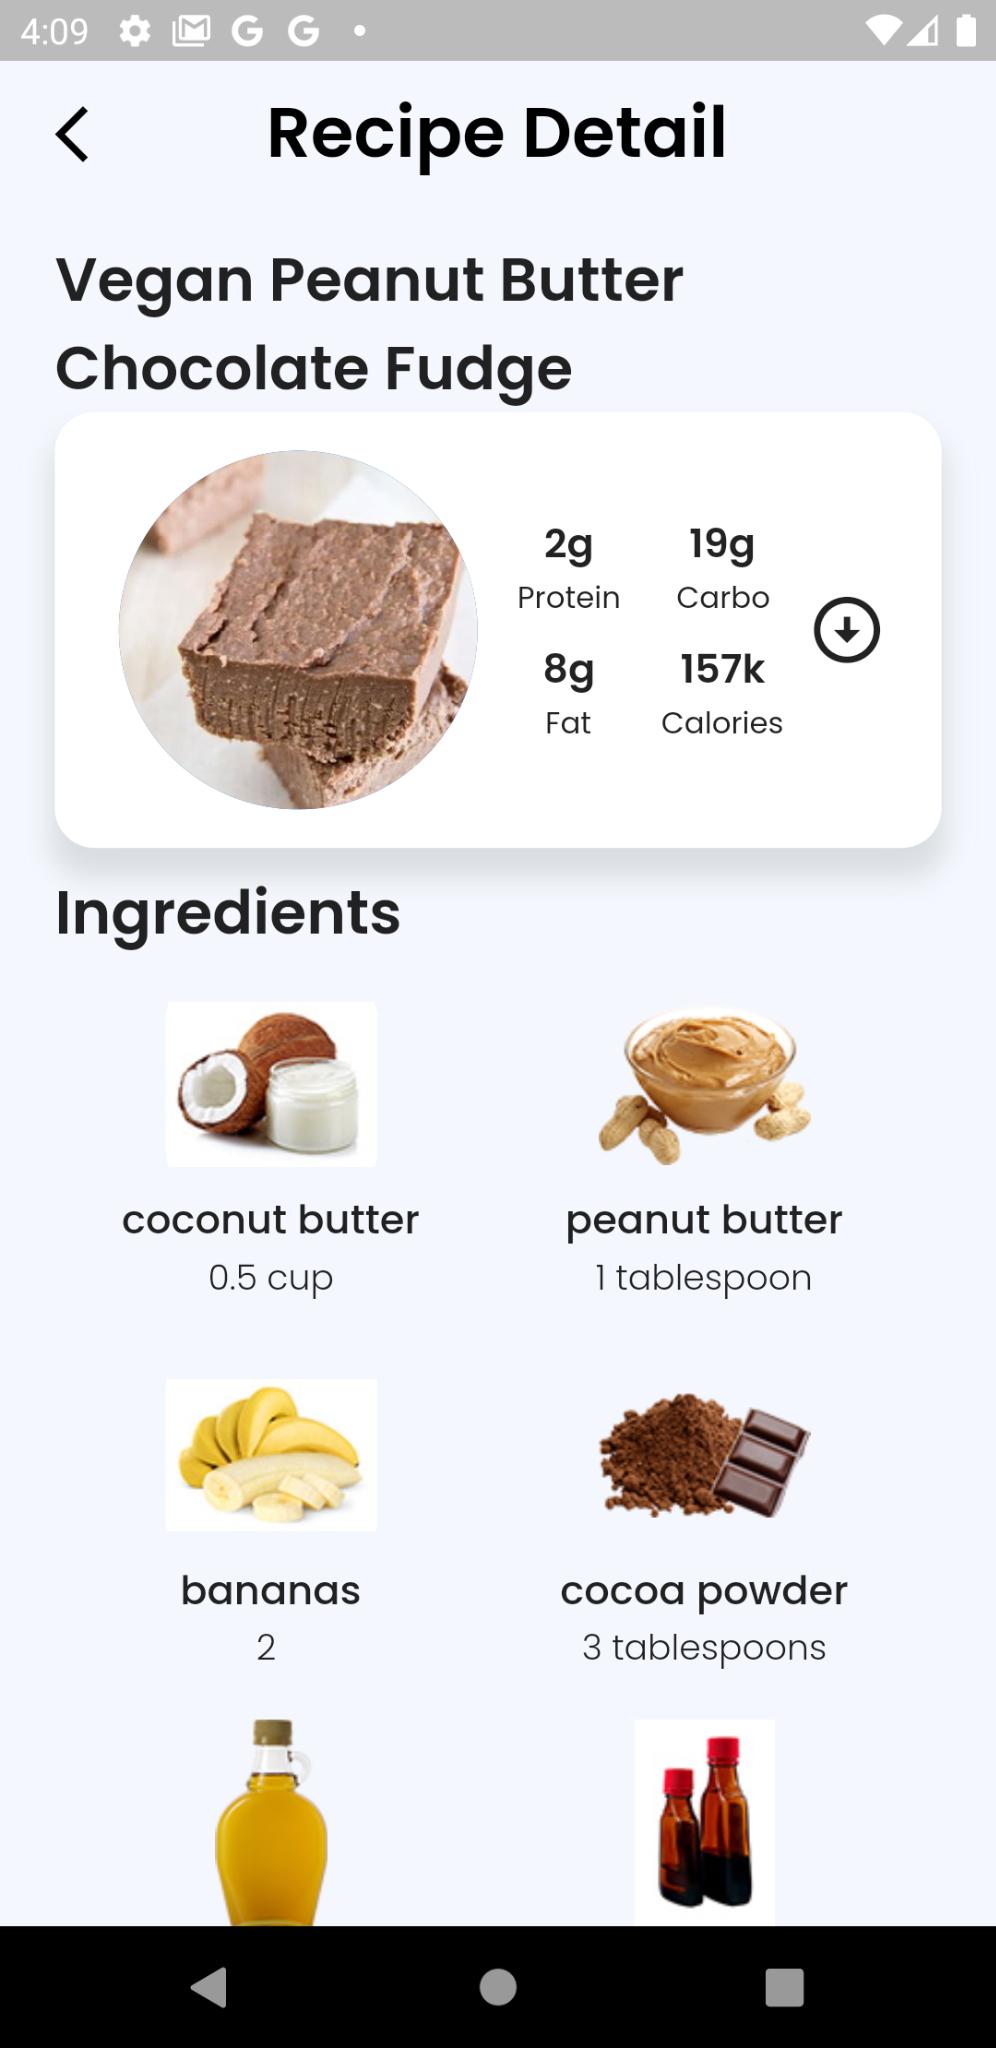 4:09
Recipe Detail
Vegan Peanut Butter
Chocolate Fudge
2g
19g
Protein
Carbo
8g
157k
Fat
Calories
Ingredients
coconut butter
peanut butter
0.5 cup
1 tablespoon
bananas
cocoa powder
2
3 tablespoons